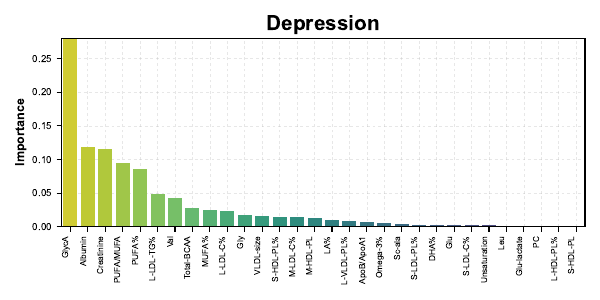 Depression
Importance
0.25
0.20
0.15
0.10
0.05
0.00
GlycA
Albumin
Creatinine
PUFA/MUFA
PUFA%
L-LDL-TG%
Val
Total-BCAA
MUFA%
L-LDL-C%
Gly
VLDL-size
S-HDL-PL%
M-LDL-C%
M-HDL-PL
LA%
L-VLDL-PL%
ApoB/ApoA1
Omega-3%
So-ala
S-LDL-PL%
DHA%
Glu
S-LDL-C%
Unsaturation
Leu
Glu-lactate
PC
L-HDL-PL%
S-HDL-PL